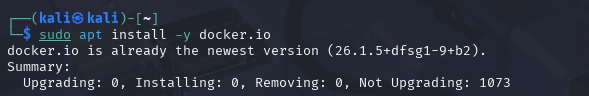 ┌──(kali㉿kali)-[~]
└─$ sudo apt install -y docker.io
docker.io is already the newest version (26.1.5+dfsg1-9+b2).
Summary:
  Upgrading: 0, Installing: 0, Removing: 0, Not Upgrading: 1073